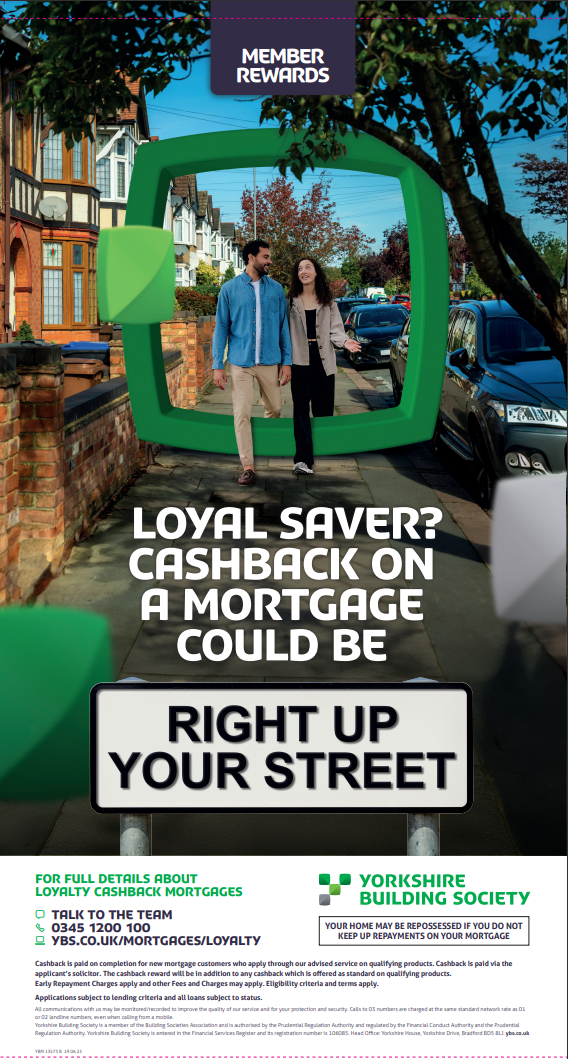 MEMBER
REWARDS
LOYAL SAVER?
CASHBACK ON
A MORTGAGE
COULD BE
RIGHT UP
YOUR STREET
FOR FULL DETAILS ABOUT
LOYALTY CASHBACK MORTGAGES
TALK TO THE TEAM
0345 1200 100
YBS.CO.UK/MORTGAGES/LOYALTY
YORKSHIRE
BUILDING SOCIETY
YOUR HOME MAY BE REPOSSESSED IF YOU DO NOT
KEEP UP REPAYMENTS ON YOUR MORTGAGE
Cashback is paid on completion for new mortgage customers who apply through our advised service on qualifying products. Cashback is paid via the
applicant's solicitor. The cashback reward will be in addition to any cashback which is offered as standard on qualifying products.
Early Repayment Charges apply and other Fees and Charges may apply. Eligibility criteria and terms apply.
Applications subject to lending criteria and all loans subject to status.
All communications with us may be monitored/recorded to improve the quality of our service and for your protection and security. Calls to 03 numbers are charged at the same standard network rate as 01
or 02 landline numbers, even when calling from a mobile.
Yorkshire Building Society is a member of the Building Societies Association and is authorised by the Prudential Regulation Authority and regulated by the Financial Conduct Authority and the Prudential
Regulation Authority. Yorkshire Building Society is entered in the Financial Services Register and its registration number is 106085. Head Office: Yorkshire House, Yorkshire Drive, Bradford BD5 8LJ ybs.co.uk